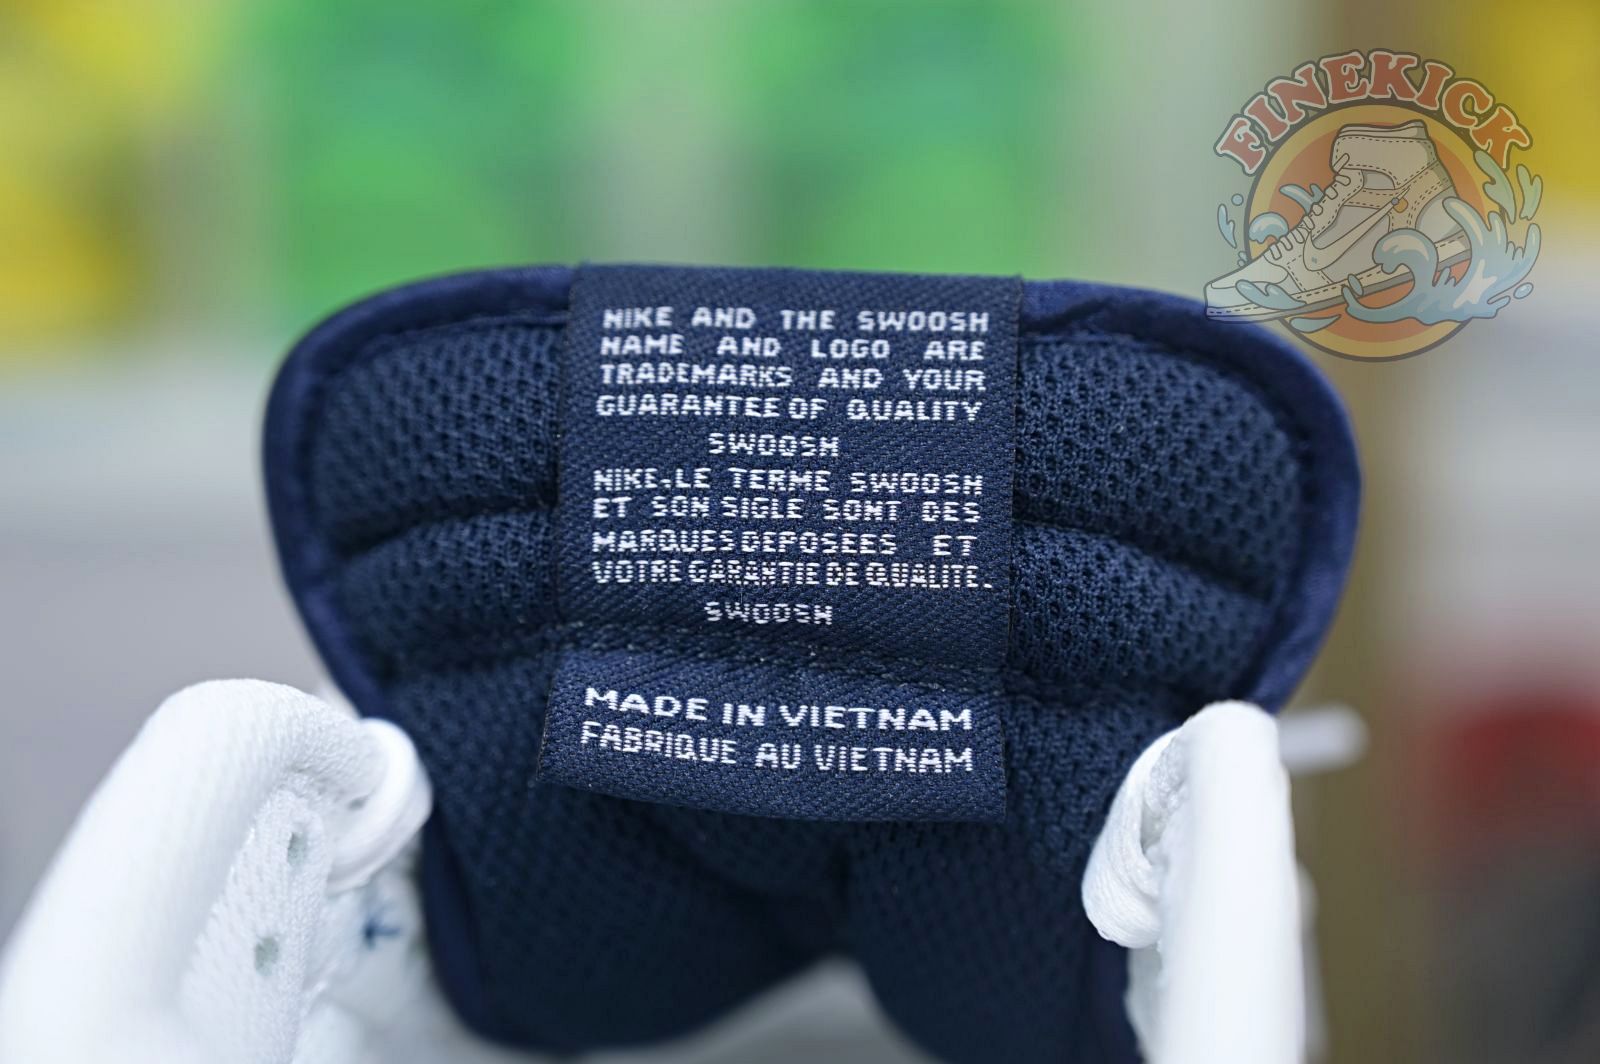 FINEKICK
NIKE AND THE SWOOSH
NAME AND LOGO ARE
TRADEMARKS AND YOUR
GUARANTEE OF QUALITY
SWOOSH
NIKE.LE TERME SWOOSH
ET SON SIGLE SONT DES
MARQUES DEPOSEES ET
VOTRE GARANTIE DE QUALITE.
SWOOSH
MADE IN VIETNAM
FABRIQUE AU VIETNAM